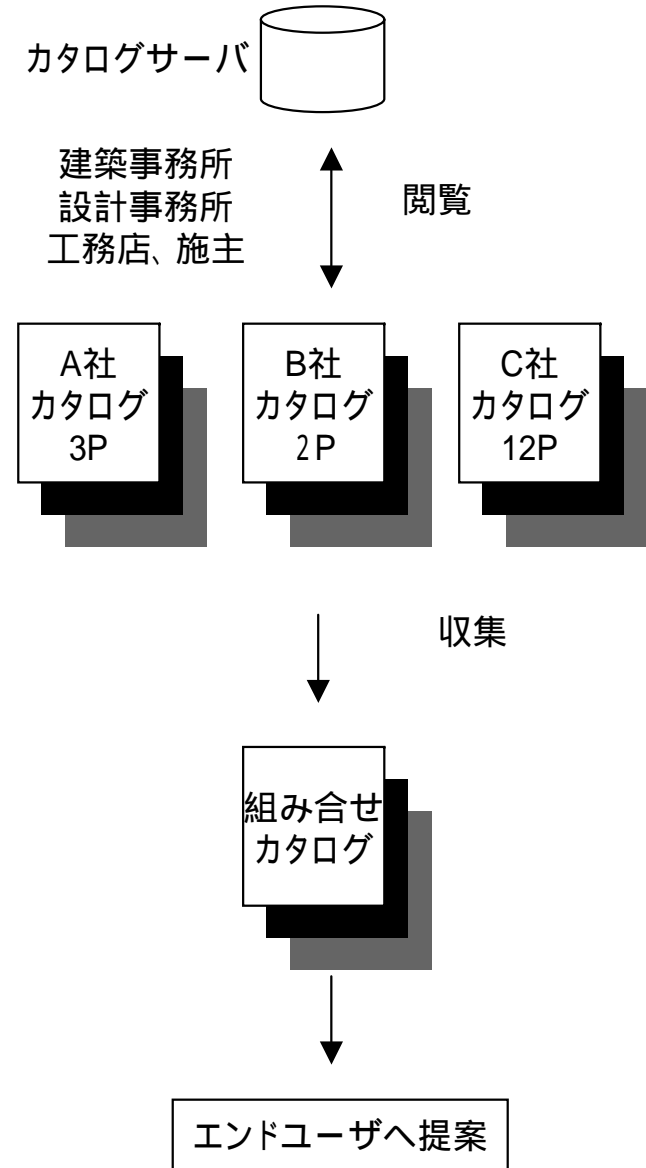 カタログサーバ
建築事務所
設計事務所
工務店、施主
閲覧
A社
カタログ
3P
B社
カタログ
2P
C社
カタログ
12P
収集
組み合せ
カタログ
エンドユーザへ提案